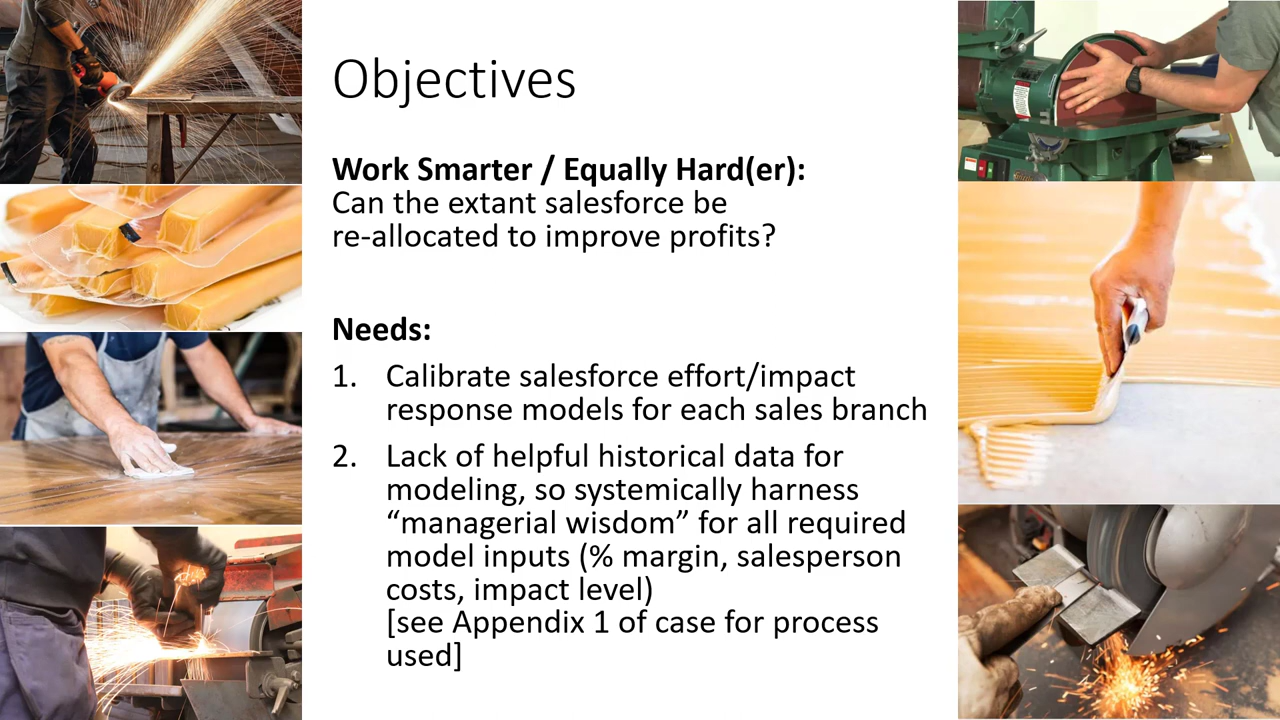 Objectives
Work Smarter / Equally Hard(er):
Can the extant salesforce be
re-allocated to improve profits?
Needs:
1. Calibrate salesforce effort/impact
response models for each sales branch
2. Lack of helpful historical data for
modeling, so systemically harness
“managerial wisdom” for all required
model inputs (% margin, salesperson
costs, impact level)
[see Appendix 1 of case for process
used]